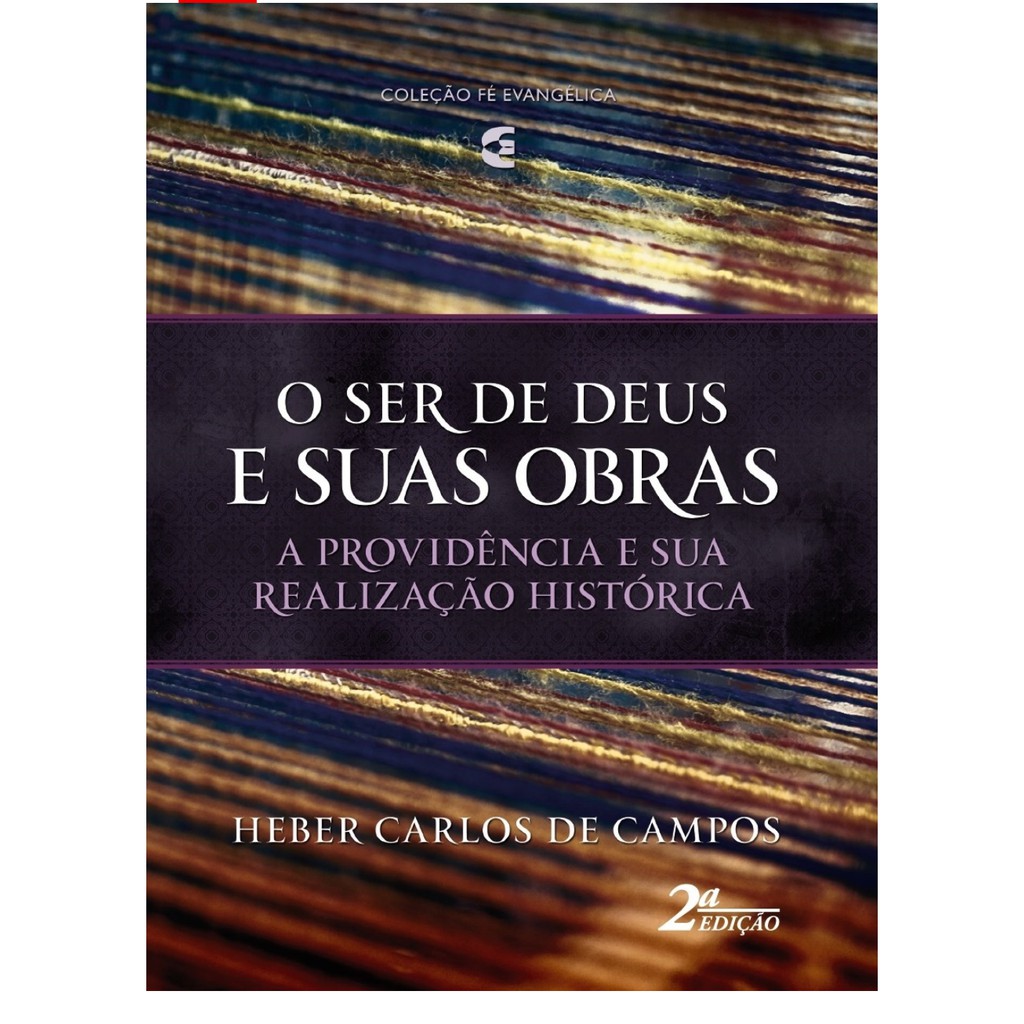 COLEÇÃO FÉ EVANGÉLICA
O SER DE DEUS
E SUAS OBRAS
A PROVIDÊNCIA E SUA
REALIZAÇÃO HISTÓRICA
HEBER CARLOS DE CAMPOS
2ª
EDIÇÃO